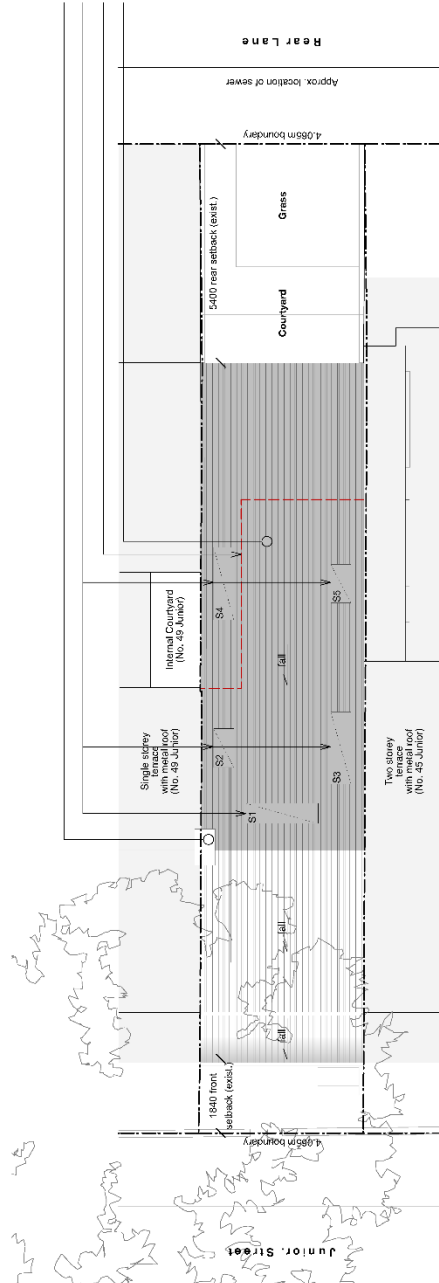 Rear Lane
Approx. location of sewer
4.065m boundary
5400 rear setback (exist.)
Grass
Courtyard
Internal Courtyard
(No. 49 Junior)
S4
S5
fall
Single storey
terrace
with metal roof
(No. 49 Junior)
S2
S3
S1
Two storey
terrace
with metal roof
(No. 45 Junior)
fall
fall
1840 front
setback (exist.)
4.065m boundary
Junior. Street